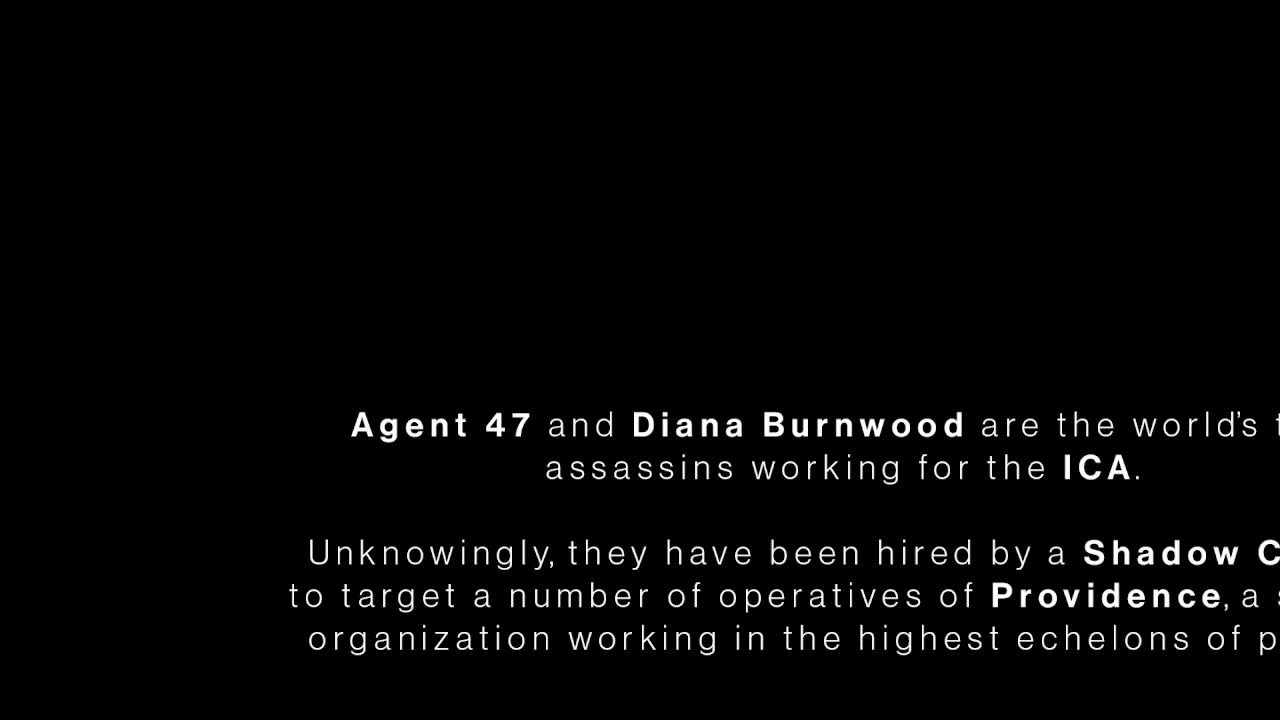 Agent 47 and Diana Burnwood are the world’s
assassins working for the ICA.
Unknowingly, they have been hired by a Shadow
to target a number of operatives of Providence, a
organization working in the highest echelons of